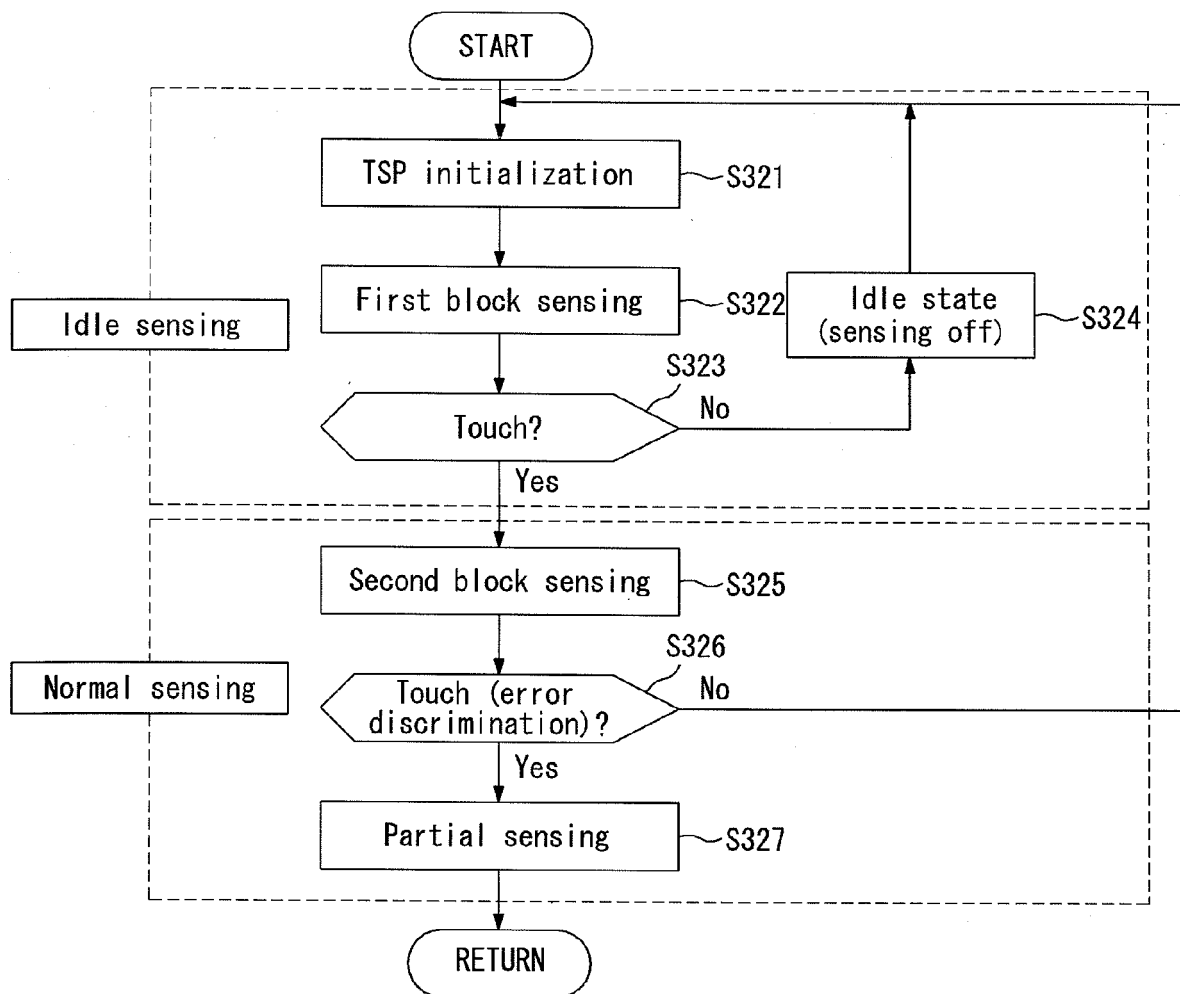 START
TSP initialization
S321
First block sensing
S322
Idle state
(sensing off)
S324
Idle sensing
S323
Touch?
No
Yes
Second block sensing
S325
S326
Normal sensing
Touch (error
discrimination)?
No
Yes
Partial sensing
S327
RETURN